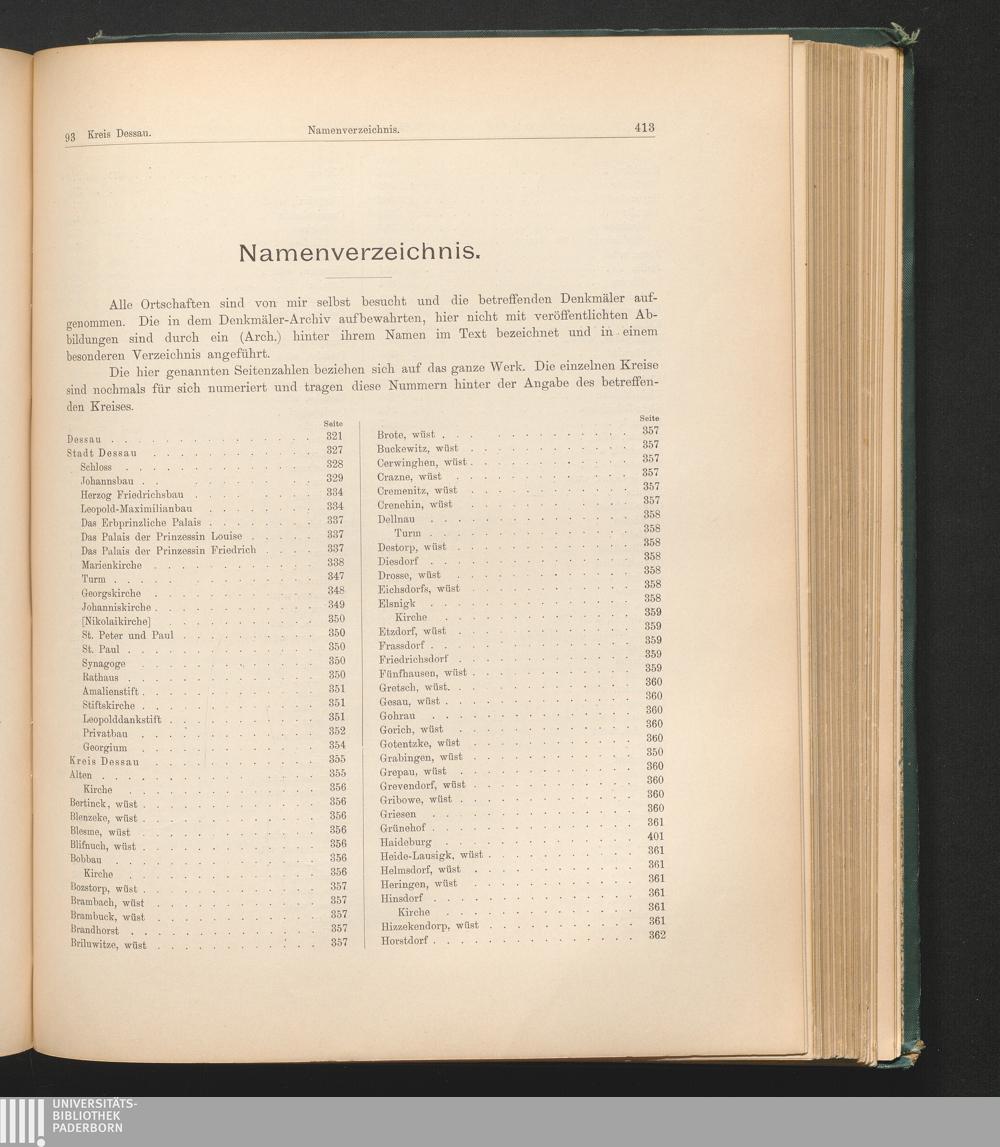 93 Kreis Dessau. Namenverzeichnis. 413
Namenverzeichnis.
Alle Ortschaften sind von mir selbst besucht und die betreffenden Denkmäler auf-
genommen. Die in dem Denkmäler-Archiv aufbewahrten, hier nicht mit veröffentlichten Ab-
bildungen sind durch ein (Arch.) hinter ihrem Namen im Text bezeichnet und in einem
besonderen Verzeichnis angeführt.
Die hier genannten Seitenzahlen beziehen sich auf das ganze Werk. Die einzelnen Kreise
sind nochmals für sich numeriert und tragen diese Nummern hinter der Angabe des betreffen-
den Kreises.
Seite
Dessau 321
Stadt Dessau 327
Schloss 328
Johannsbau 329
Herzog Friedrichsbau 334
Leopold-Maximilianbau 334
Das Erbprinzliche Palais 337
Das Palais der Prinzessin Louise 337
Das Palais der Prinzessin Friedrich 337
Marienkirche 338
Turm 347
Georgskirche 348
Johanniskirche 349
[Nikolaikirche] 350
St. Peter und Paul 350
St. Paul 350
Synagoge 350
Rathaus 350
Amalienstift 351
Stiftskirche 351
Leopolddankstift 351
Privatbau 352
Georgium 354
Kreis Dessau 355
Alten 355
Kirche 356
Bertinck, wüst 356
Blenzeke, wüst 356
Blesme, wüst 356
Blifnuch, wüst 356
Bobbau 356
Kirche 356
Bozstorp, wüst 357
Brambach, wüst 357
Brambuck, wüst 357
Brandhorst 357
Briluwitze, wüst 357
Seite
Brote, wüst 357
Buckewitz, wüst 357
Cerwinghen, wüst 357
Crazne, wüst 357
Cremenitz, wüst 357
Crenehin, wüst 357
Dellnau 358
Turm 358
Destorp, wüst 358
Diesdorf 358
Drosse, wüst 358
Eichsdorfs, wüst 358
Elsnigk 358
Kirche 359
Etzdorf, wüst 359
Frassdorf 359
Friedrichsdorf 359
Fünfhausen, wüst 359
Gretsch, wüst. 360
Gesau, wüst 360
Gohrau 360
Gorich, wüst 360
Gotentzke, wüst 360
Grabingen, wüst 350
Grepau, wüst 360
Grevendorf, wüst 360
Gribowe, wüst 360
Griesen 360
Grünehof 361
Haideburg 401
Heide-Lausigk, wüst 361
Helmsdorf, wüst 361
Heringen, wüst 361
Hinsdorf 361
Kirche 361
Hizzekendorp, wüst 361
Horstdorf 362
UNIVERSITÄTS-
BIBLIOTHEK
PADERBORN